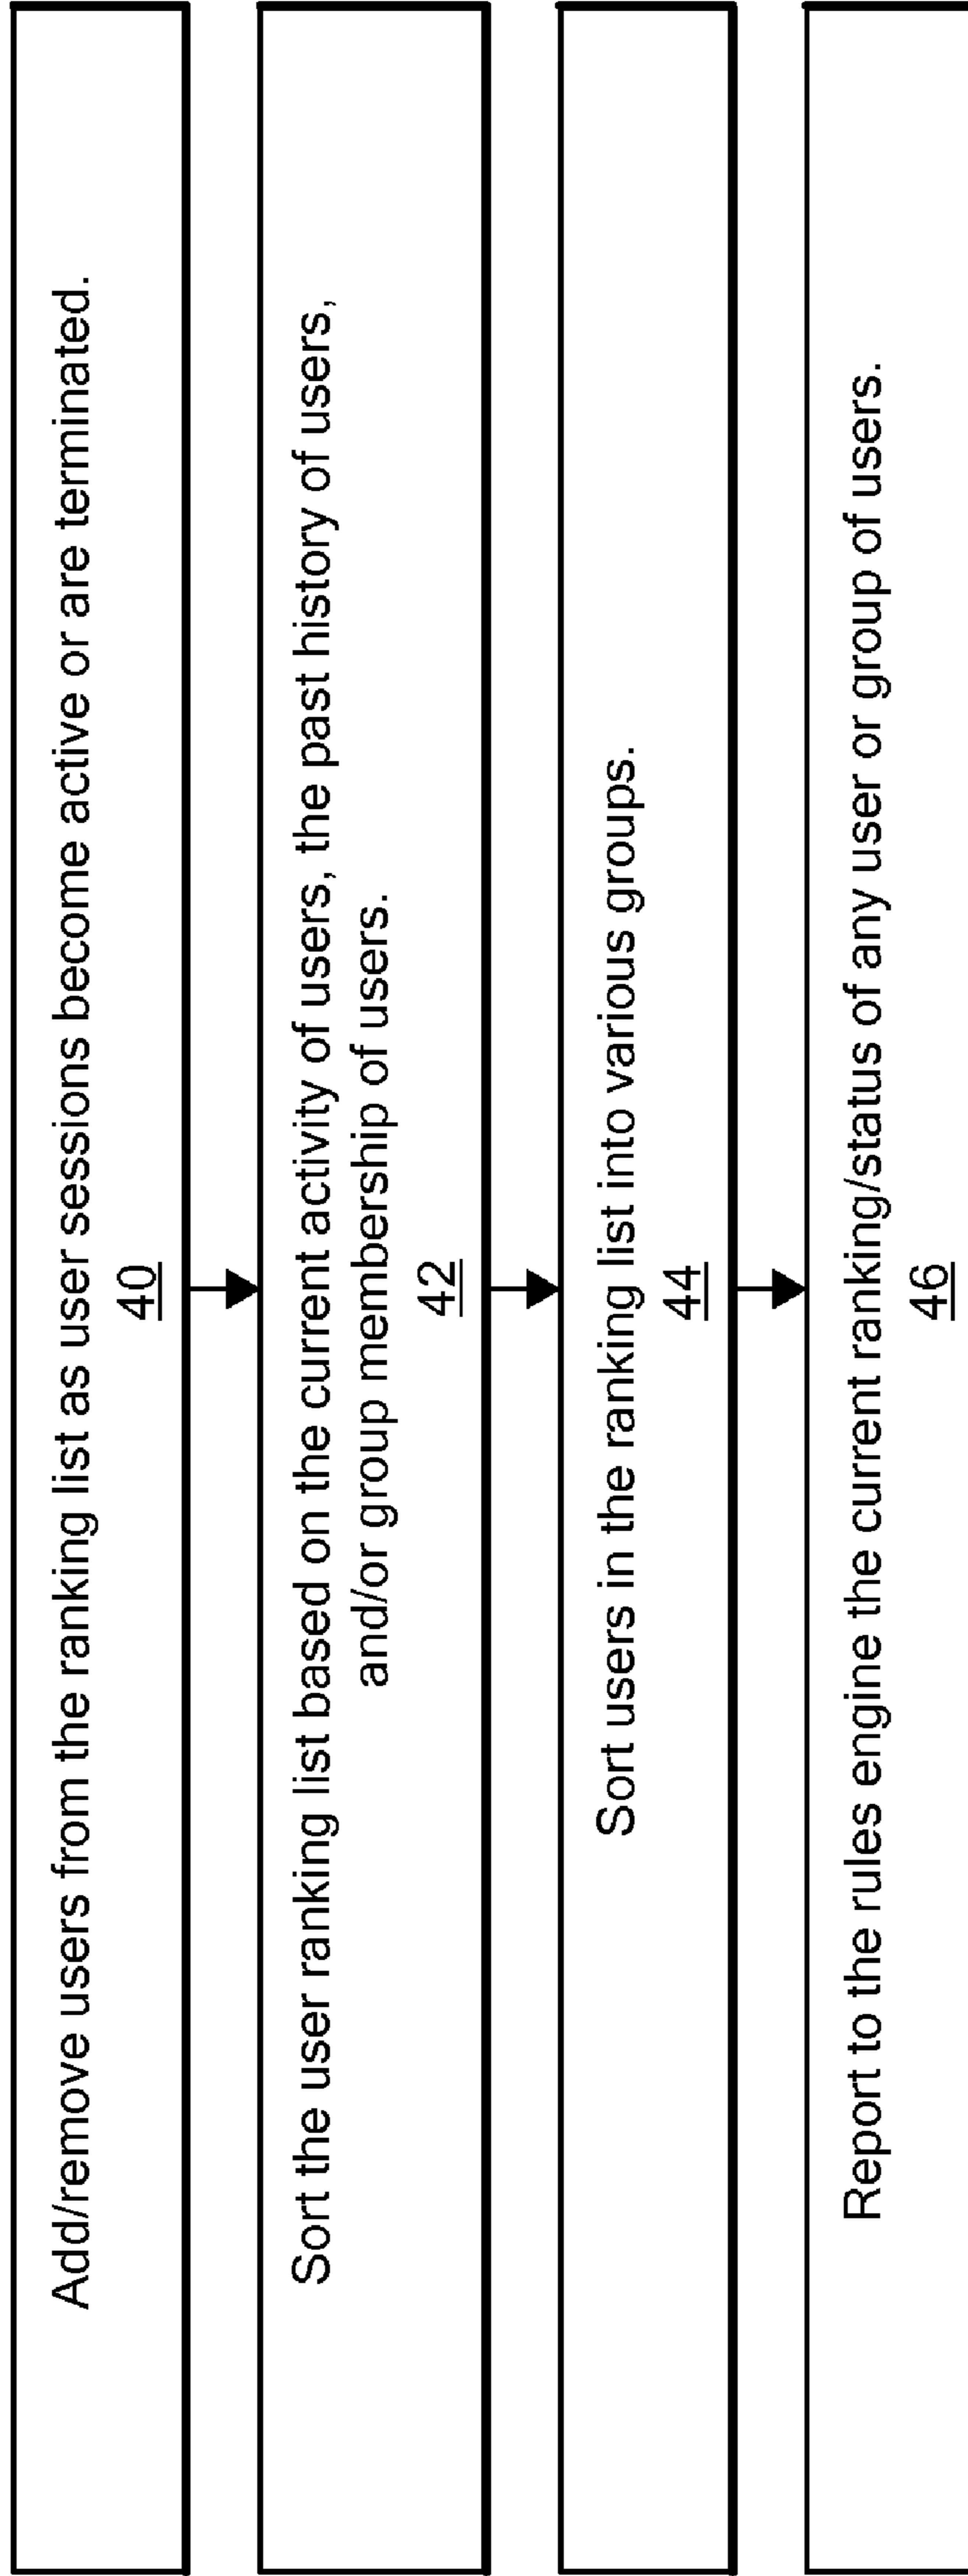 Add/remove users from the ranking list as user sessions become active or are terminated.
40
Sort the user ranking list based on the current activity of users, the past history of users,
and/or group membership of users.
42
Sort users in the ranking list into various groups.
44
Report to the rules engine the current ranking/status of any user or group of users.
46